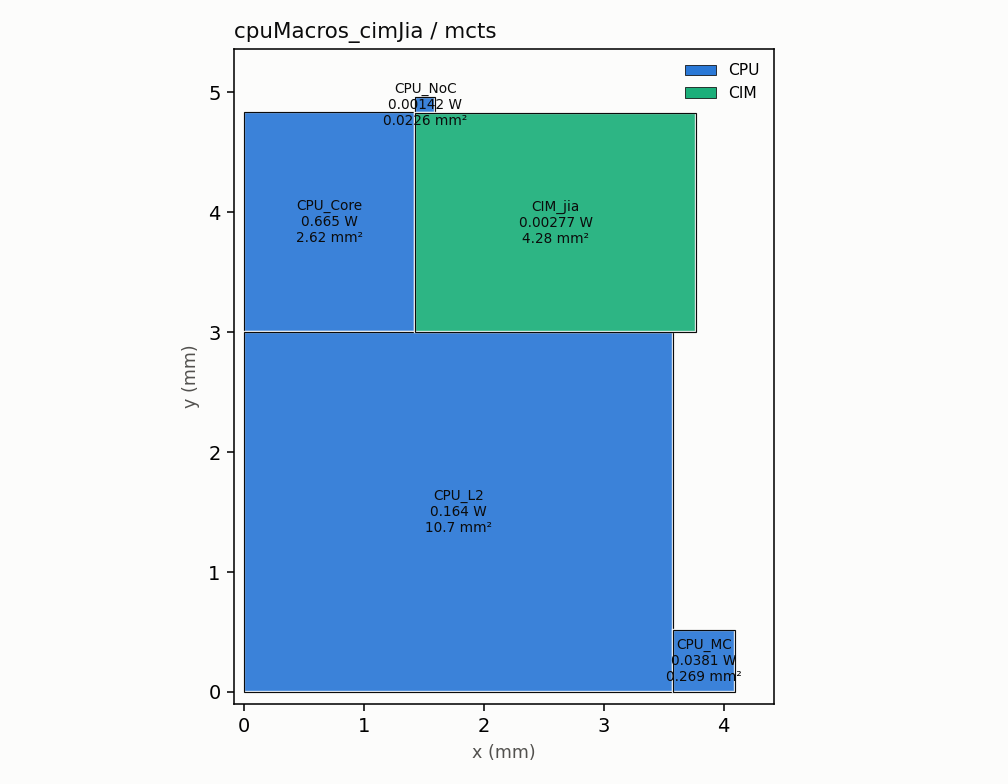 cpuMacros_cimJia / mcts
CPU
CIM
CPU_NoC
0.00142 W
0.0226 mm²
CPU_Core
0.665 W
2.62 mm²
CIM_jia
0.00277 W
4.28 mm²
CPU_L2
0.164 W
10.7 mm²
CPU_MC
0.0381 W
0.269 mm²
5
4
3
2
1
0
y (mm)
0 1 2 3 4
x (mm)